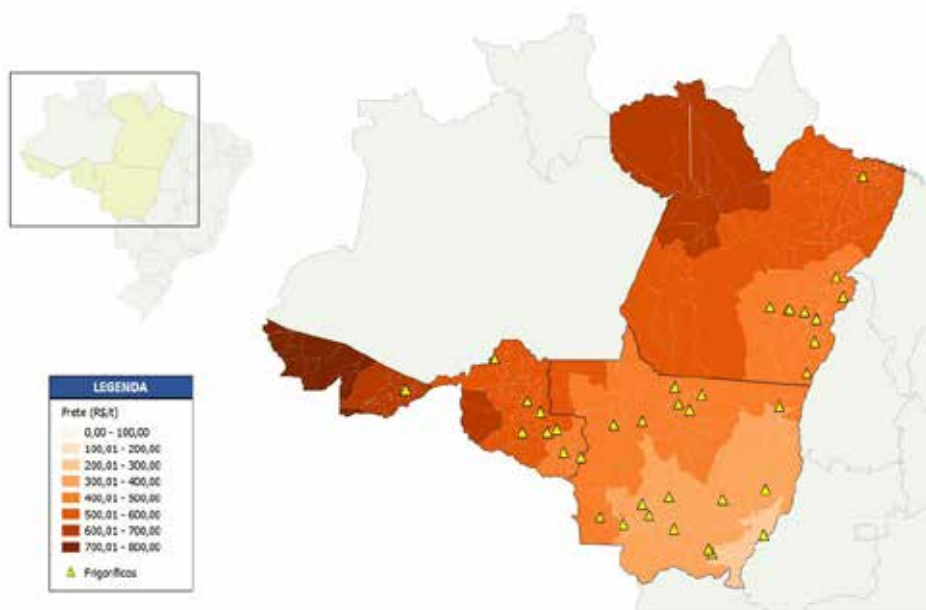 LEGENDA
Frete (R$/t)
0,00 - 100,00
100,01 - 200,00
200,01 - 300,00
300,01 - 400,00
400,01 - 500,00
500,01 - 600,00
600,01 - 700,00
700,01 - 800,00
Frigoríficos